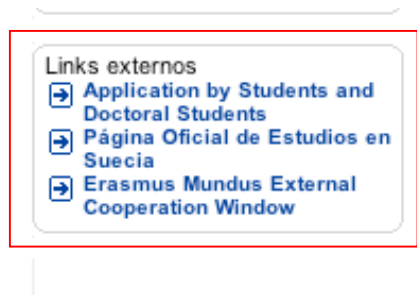 Links externos
Application by Students and
Doctoral Students
Página Oficial de Estudios en
Suecia
Erasmus Mundus External
Cooperation Window